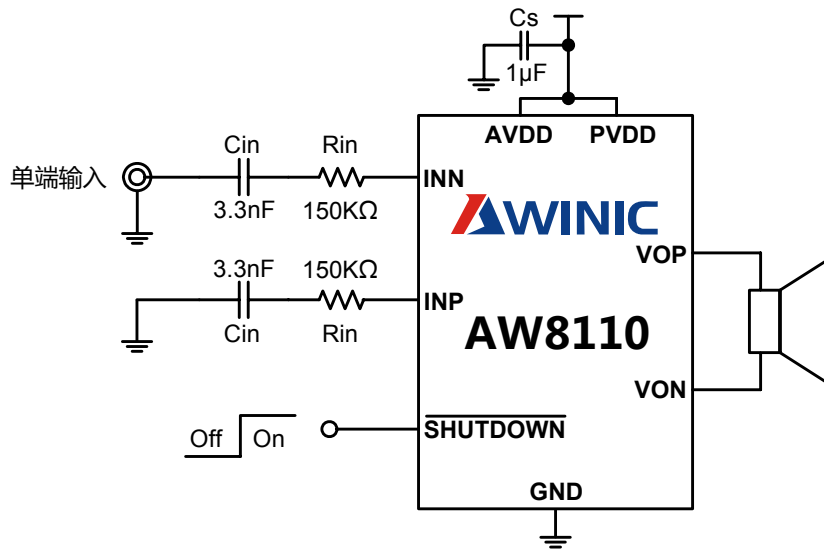 Cs
1μF
AVDD PVDD
Cin Rin
单端输入
INN
3.3nF 150KΩ
AWINIC
VOP
3.3nF 150KΩ
INP
Cin Rin
AW8110
VON
Off On
SHUTDOWN
GND